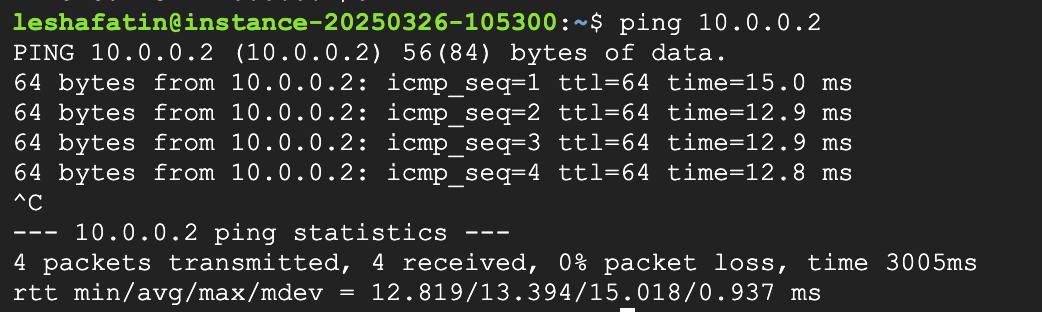 leshafatin@instance-20250326-105300:~$ ping 10.0.0.2
PING 10.0.0.2 (10.0.0.2) 56(84) bytes of data.
64 bytes from 10.0.0.2: icmp_seq=1 ttl=64 time=15.0 ms
64 bytes from 10.0.0.2: icmp_seq=2 ttl=64 time=12.9 ms
64 bytes from 10.0.0.2: icmp_seq=3 ttl=64 time=12.9 ms
64 bytes from 10.0.0.2: icmp_seq=4 ttl=64 time=12.8 ms
^C
--- 10.0.0.2 ping statistics ---
4 packets transmitted, 4 received, 0% packet loss, time 3005ms
rtt min/avg/max/mdev = 12.819/13.394/15.018/0.937 ms